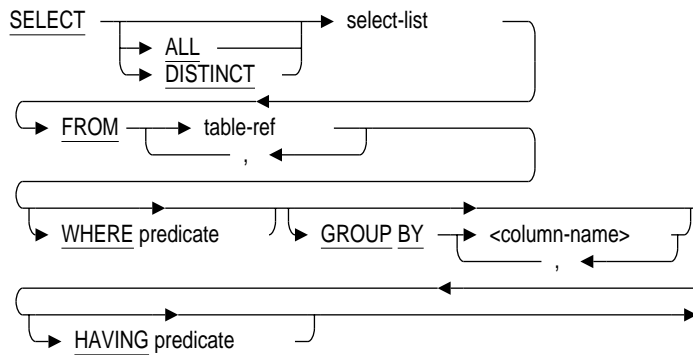 SELECT select-list
ALL
DISTINCT
FROM table-ref
,
WHERE predicate GROUP BY <column-name>
,
HAVING predicate